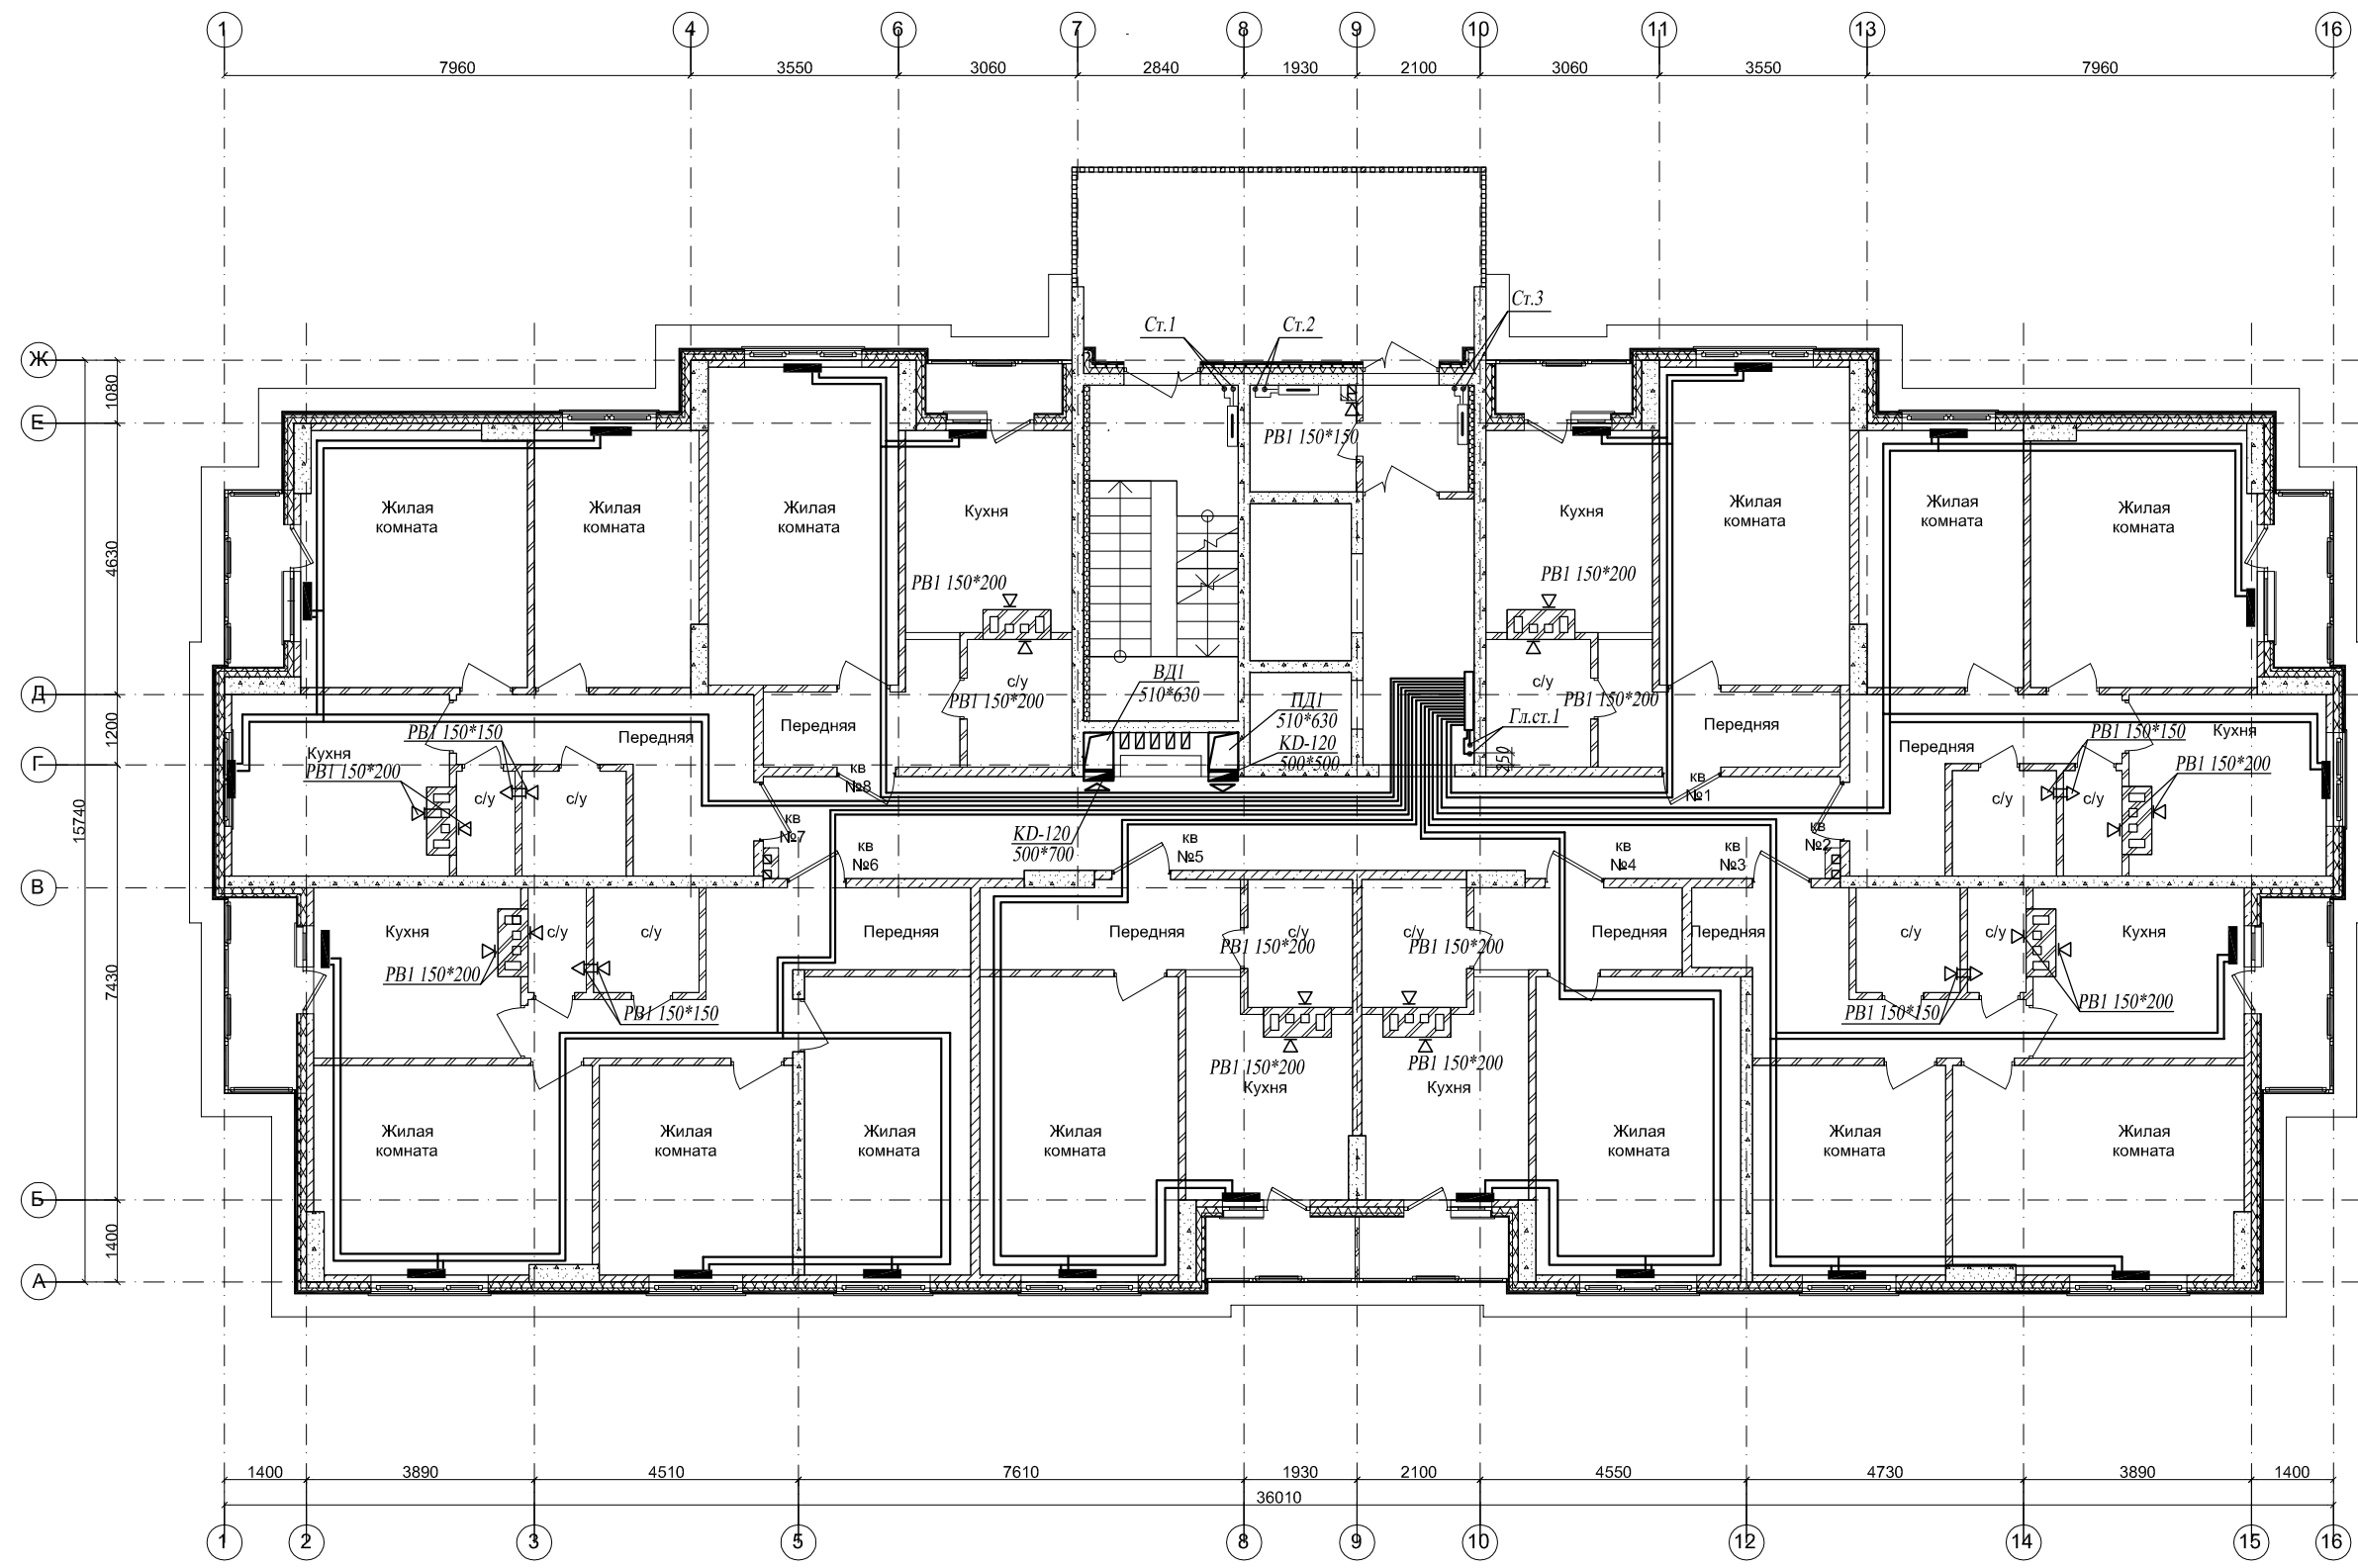 1 4 6 7 8 9 10 11 13 16
7960 3550 3060 2840 1930 2100 3060 3550 7960
Ст.3
Ст.1 Ст.2
Ж
1080
Е
РВ1 150*150
Жилая Жилая Жилая Кухня Кухня Жилая Жилая Жилая
комната комната комната комната комната комната
4630
РВ1 150*200 РВ1 150*200
с/у ВД1 с/у
РВ1 150*200 510*630 РВ1 150*200
Д
ПД1 Гл.ст.1
510*630
Передняя Передняя
1200
РВ1 150*150 Передняя КD-120 Передняя РВ1 150*150 Кухня
Кухня 500*500 250
Г
РВ1 150*200 кв кв РВ1 150*200
№8 №1
с/у с/у с/у с/у
15740
кв КD-120 кв
№7 500*700 №2
кв кв кв кв
№6 №5 №4 №3
В
Кухня с/у с/у Передняя Передняя с/у с/у Передняя Передняя с/у с/у Кухня
РВ1 150*200 РВ1 150*200
РВ1 150*200
7430
РВ1 150*150 РВ1 150*150 РВ1 150*200
РВ1 150*200 РВ1 150*200
Кухня Кухня
Жилая Жилая Жилая Жилая Жилая Жилая Жилая
комната комната комната комната комната комната комната
Б
1400
А
1400 3890 4510 7610 1930 2100 4550 4730 3890 1400
36010
1 2 3 5 8 9 10 12 14 15 16